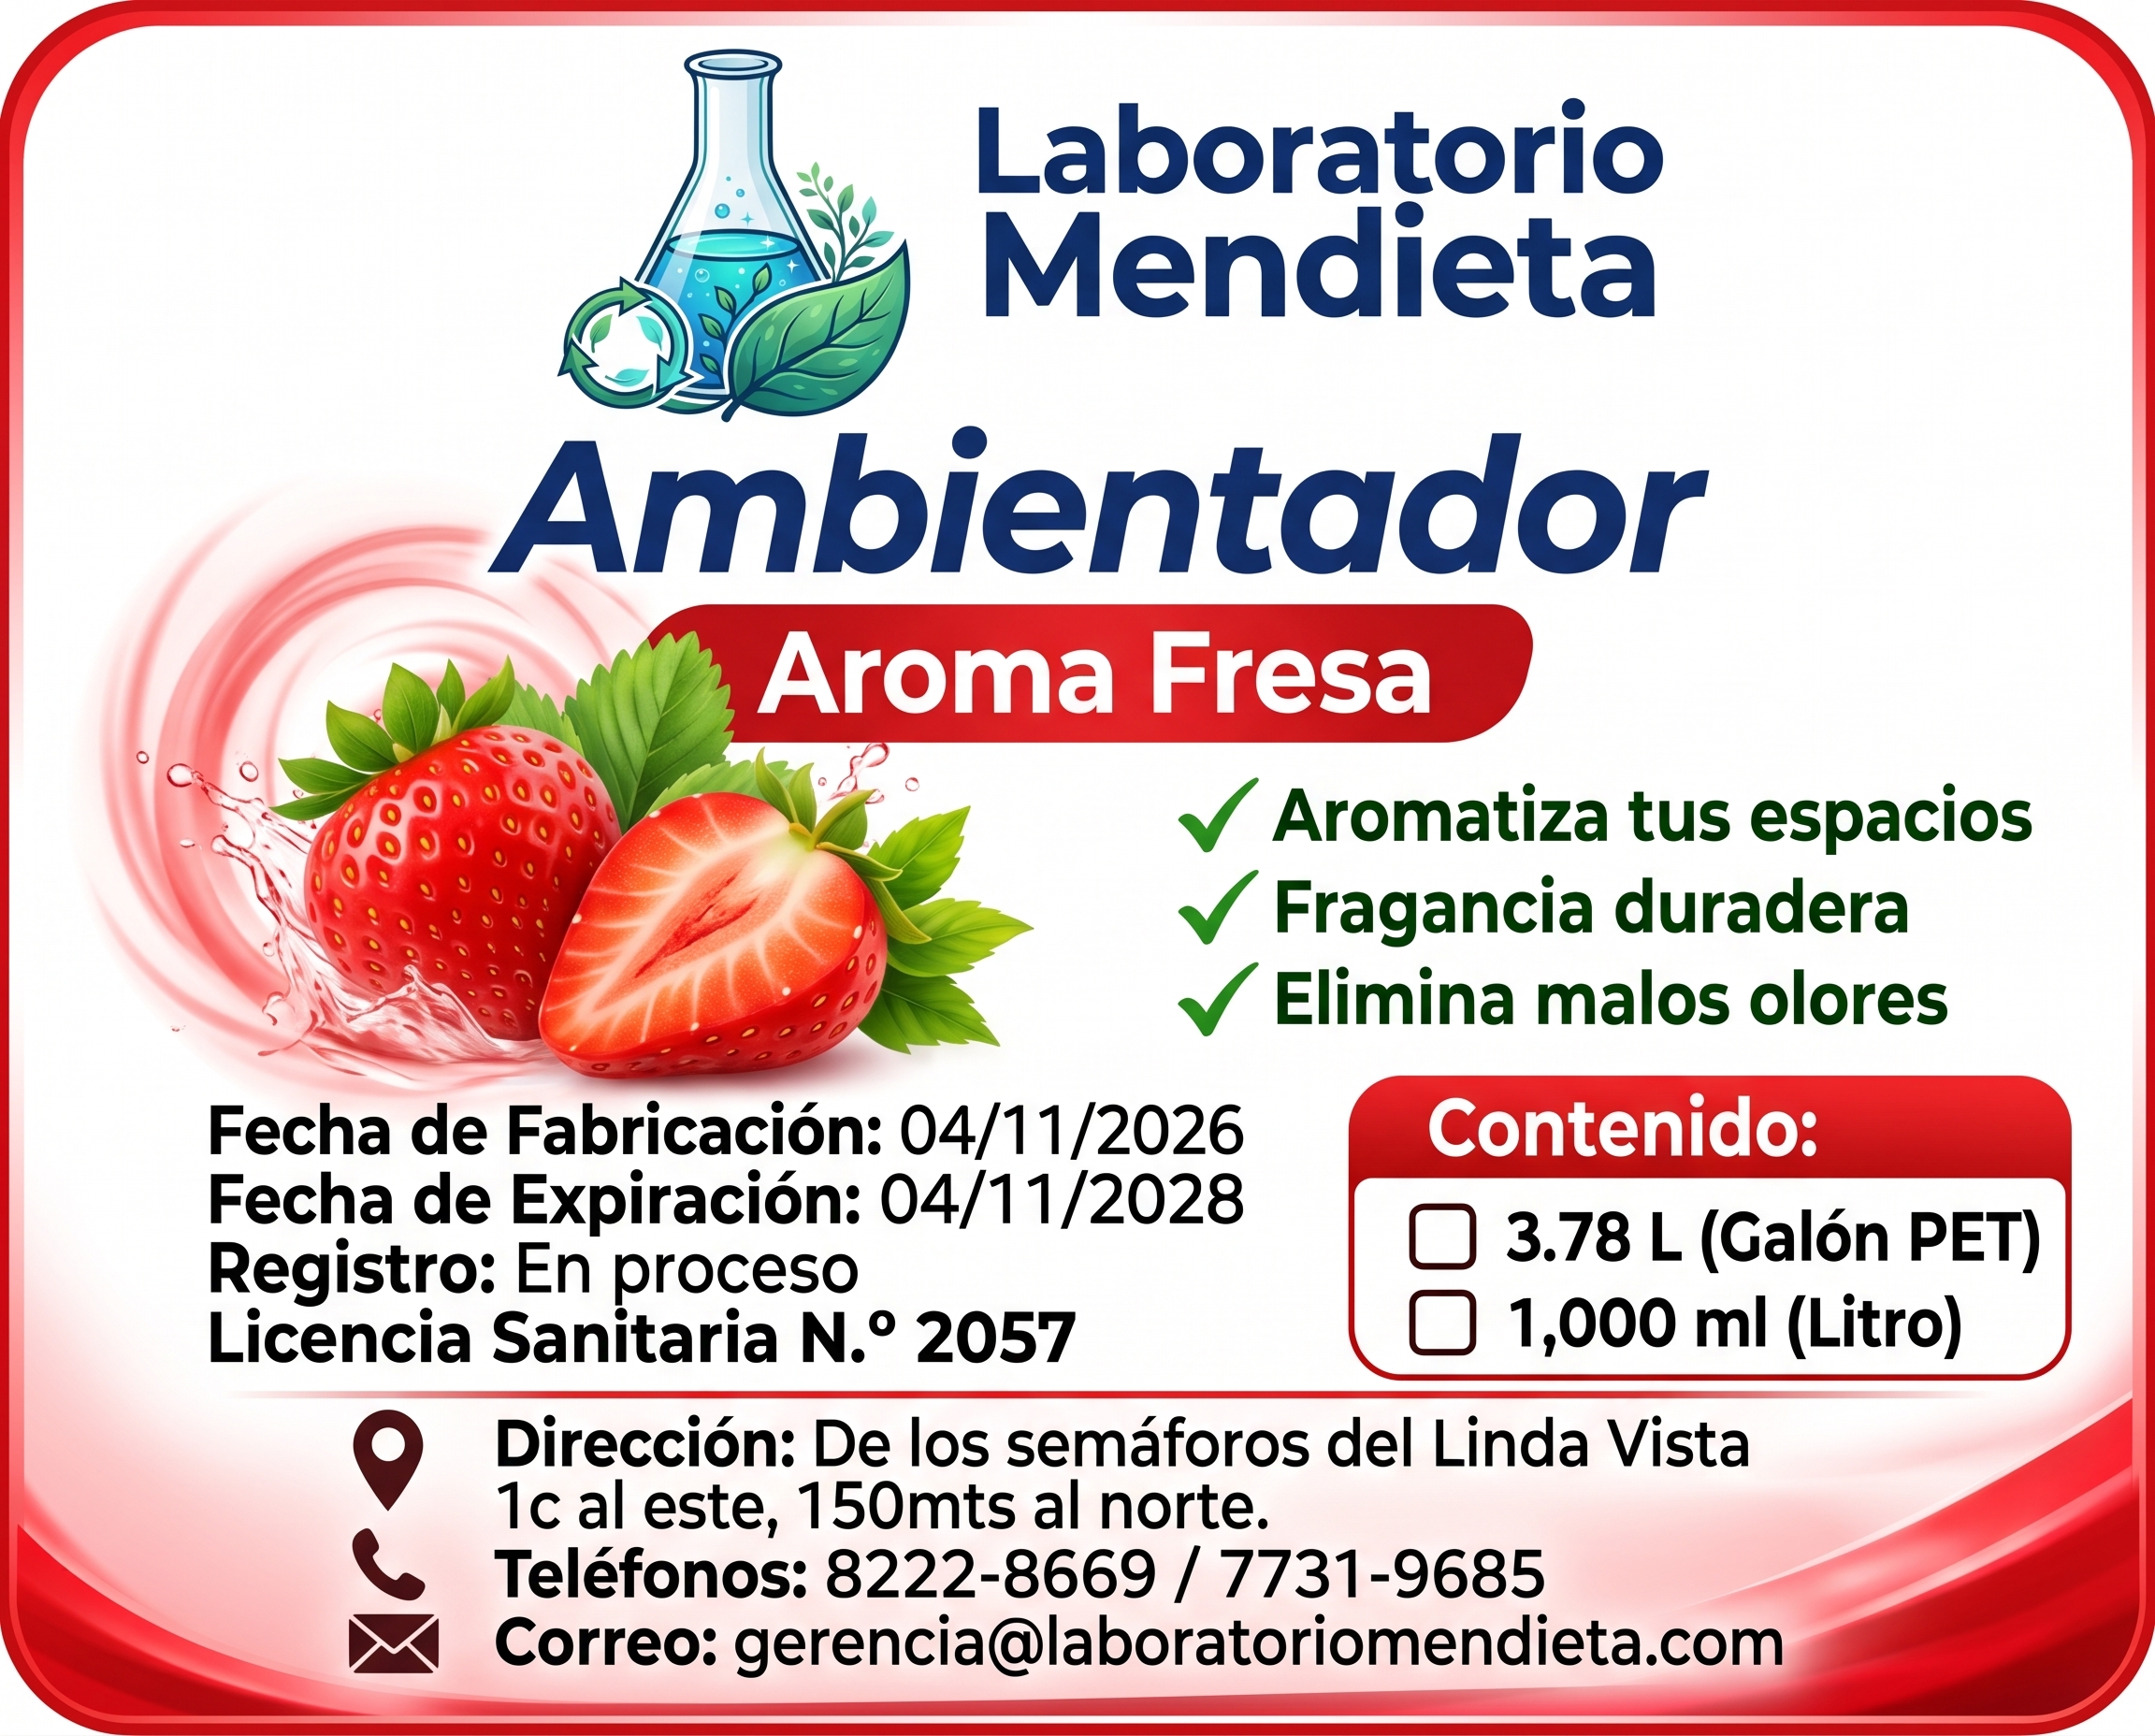 Laboratorio
Mendieta
Ambientador
Aroma Fresa
Aromatiza tus espacios
Fragancia duradera
Elimina malos olores
Fecha de Fabricación: 04/11/2026
Fecha de Expiración: 04/11/2028
Registro: En proceso
Licencia Sanitaria N.º 2057
Contenido:
3.78 L (Galón PET)
1,000 ml (Litro)
Dirección: De los semáforos del Linda Vista
1c al este, 150mts al norte.
Teléfonos: 8222-8669 / 7731-9685
Correo: gerencia@laboratoriomendieta.com